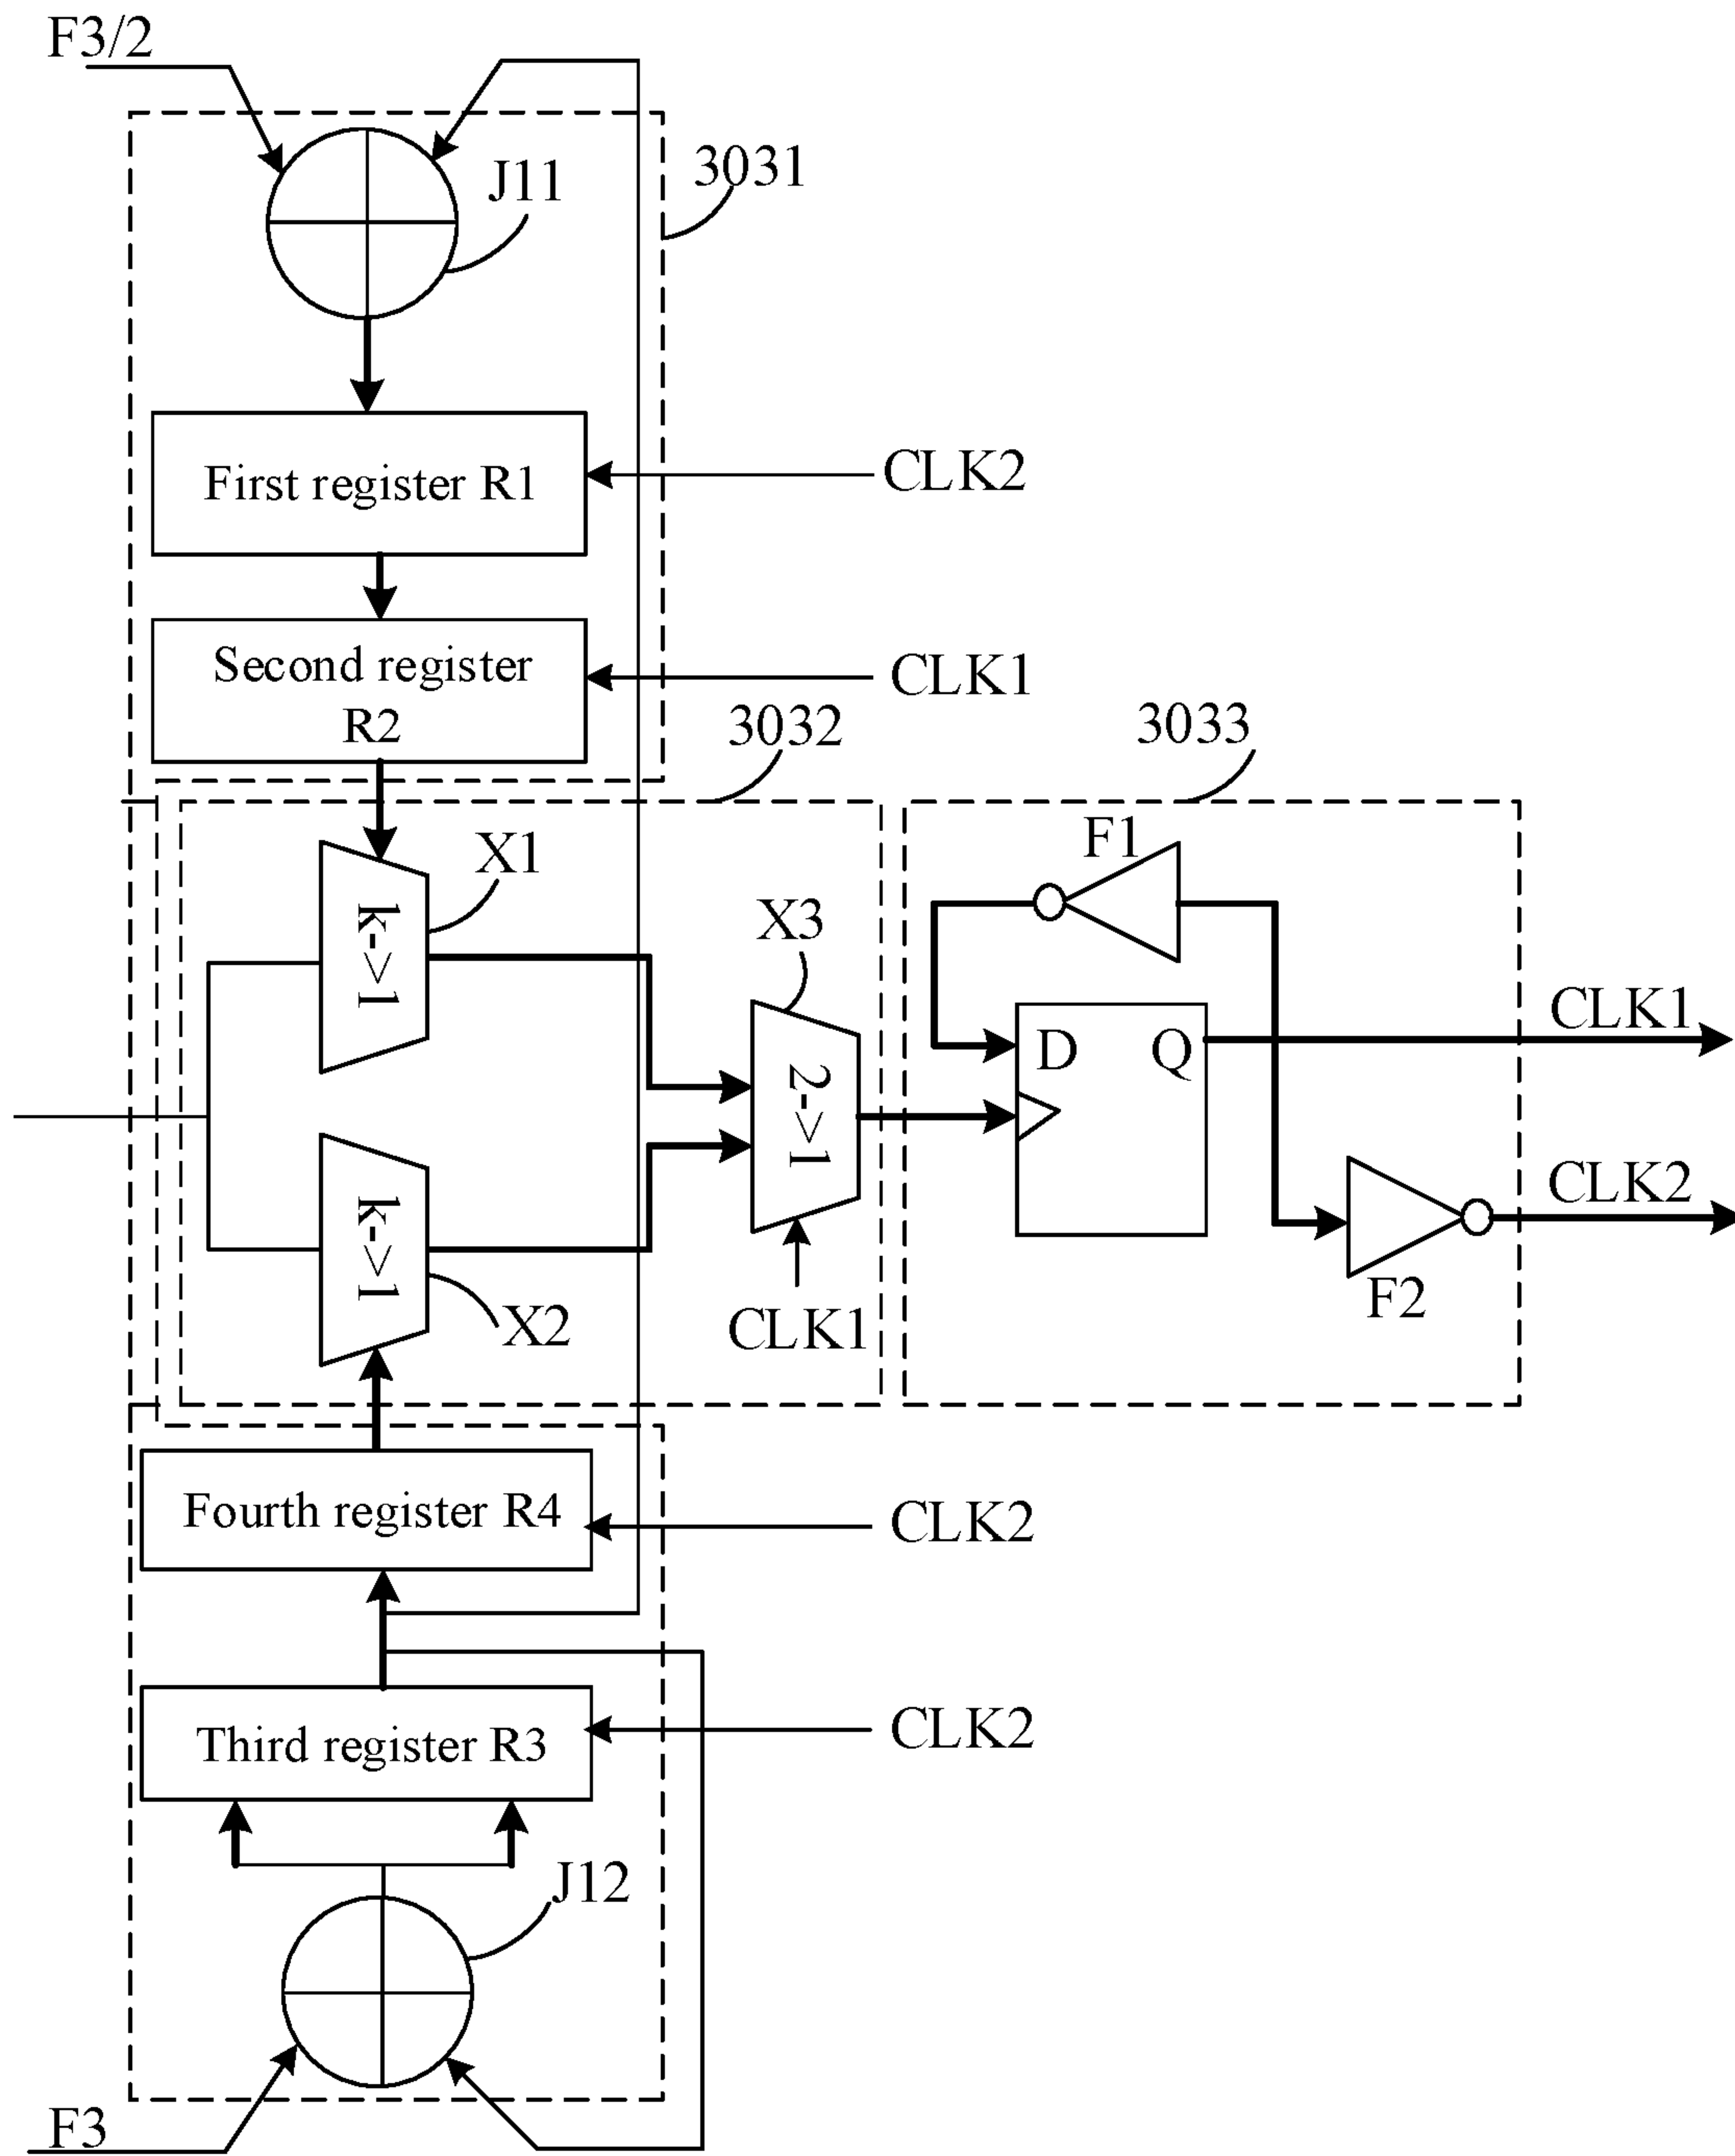 F3/2
3031
J11
First register R1
CLK2
Second register
R2
CLK1
3032
3033
X1
k->1
F1
X3
2->1
D
Q
CLK1
k->1
X2
CLK1
CLK2
F2
Fourth register R4
CLK2
Third register R3
CLK2
J12
F3